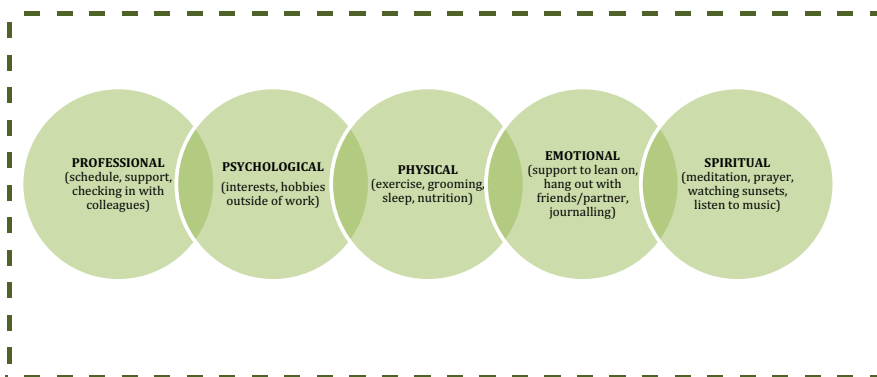 PROFESSIONAL
(schedule, support,
checking in with
colleagues)
PSYCHOLOGICAL
(interests, hobbies
outside of work)
PHYSICAL
(exercise, grooming,
sleep, nutrition)
EMOTIONAL
(support to lean on,
hang out with
friends/partner,
journalling)
SPIRITUAL
(meditation, prayer,
watching sunsets,
listen to music)